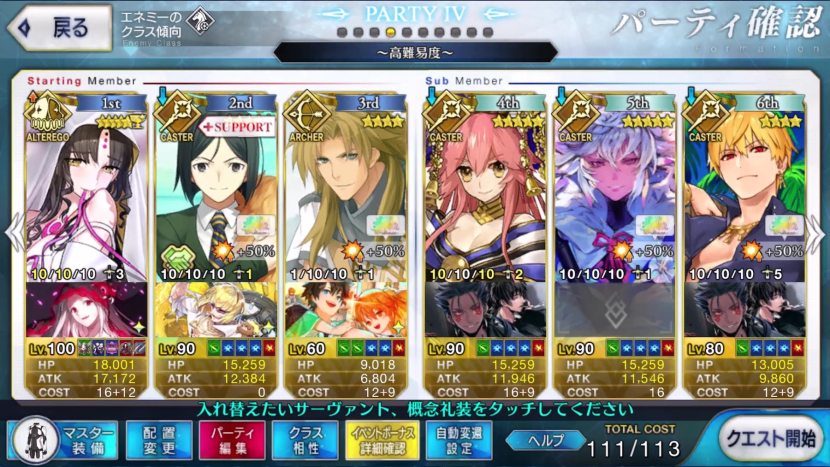 戻る
エネミーの
クラス傾向
Enemy Class
PARTY IV
~高難易度~
パーティ確認
Formation
Starting Member
Sub Member
1st
ALTEREGO
10/10/10 3
Lv.100
HP 18,001
ATK 17,172
COST 16+12
2nd
CASTER
+SUPPORT
+50%
10/10/10 1
Lv.90
HP 15,259
ATK 12,384
COST 0
3rd
ARCHER
+50%
1/10/10 1
Lv.60
HP 9,018
ATK 6,804
COST 12+9
4th
CASTER
10/10/10 2
Lv.90
HP 15,259
ATK 11,946
COST 16+9
5th
CASTER
+50%
10/10/10 1
Lv.90
HP 15,259
ATK 11,546
COST 16
6th
CASTER
+50%
10/10/10 5
Lv.80
HP 13,005
ATK 9,860
COST 12+9
入れ替えたいサーヴァント、概念礼装をタッチしてください
マスター
装備
配置
変更
パーティ
編集
クラス
相性
イベントボーナス
詳細確認
自動変還
設定
ヘルプ
TOTAL COST
111/113
クエスト開始